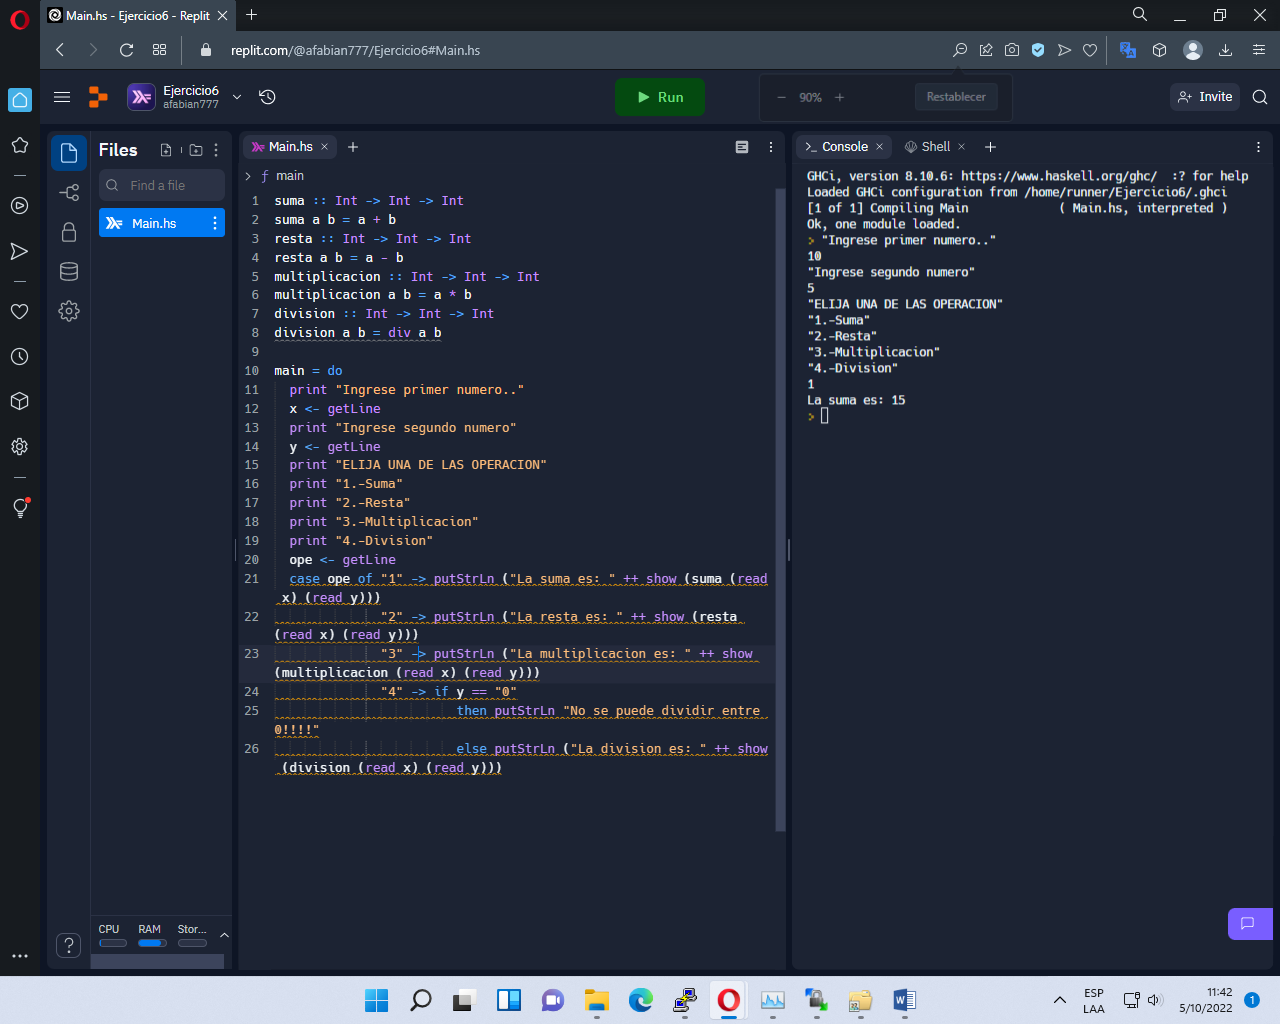 Main.hs - Ejercicio6 - Replit
replit.com/@afabian777/Ejercicio6#Main.hs
Ejercicio6
afabian777
Run
90%
Restablecer
Invite
Files
Find a file
Main.hs
CPU
RAM
Stor...
Main.hs
main
1 suma :: Int -> Int -> Int
2 suma a b = a + b
3 resta :: Int -> Int -> Int
4 resta a b = a - b
5 multiplicacion :: Int -> Int -> Int
6 multiplicacion a b = a * b
7 division :: Int -> Int -> Int
8 division a b = div a b
9
10 main = do
11 print "Ingrese primer numero.."
12 x <- getLine
13 print "Ingrese segundo numero"
14 y <- getLine
15 print "ELIJA UNA DE LAS OPERACION"
16 print "1.-Suma"
17 print "2.-Resta"
18 print "3.-Multiplicacion"
19 print "4.-Division"
20 ope <- getLine
21 case ope of "1" -> putStrLn ("La suma es: " ++ show (suma (read
x) (read y)))
22 "2" -> putStrLn ("La resta es: " ++ show (resta
(read x) (read y)))
23 "3" -> putStrLn ("La multiplicacion es: " ++ show
(multiplicacion (read x) (read y)))
24 "4" -> if y == "0"
25 then putStrLn "No se puede dividir entre
0!!!!"
26 else putStrLn ("La division es: " ++ show
(division (read x) (read y)))
Console
Shell
GHCi, version 8.10.6: https://www.haskell.org/ghc/  :? for help
Loaded GHCi configuration from /home/runner/Ejercicio6/.ghci
[1 of 1] Compiling Main             ( Main.hs, interpreted )
Ok, one module loaded.
> "Ingrese primer numero.."
10
"Ingrese segundo numero"
5
"ELIJA UNA DE LAS OPERACION"
"1.-Suma"
"2.-Resta"
"3.-Multiplicacion"
"4.-Division"
1
La suma es: 15
>
ESP
LAA
11:42
5/10/2022
1